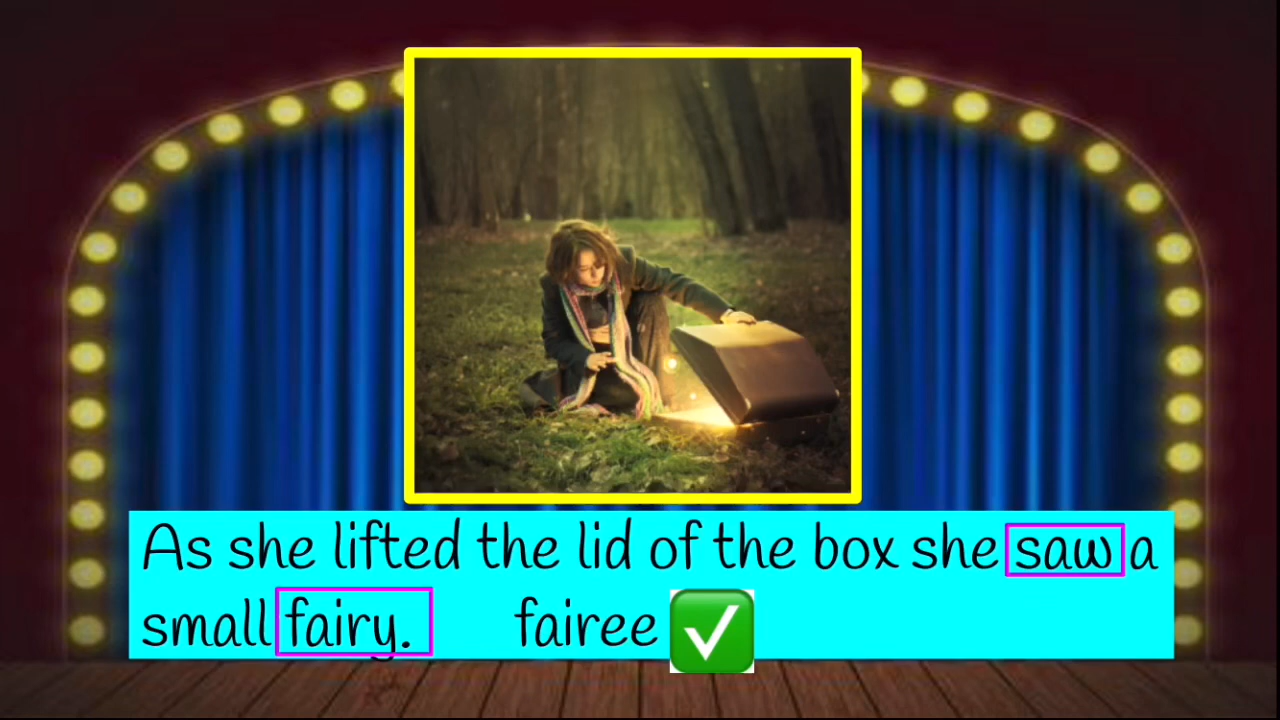 As she lifted the lid of the box she saw a
small fairy. fairee